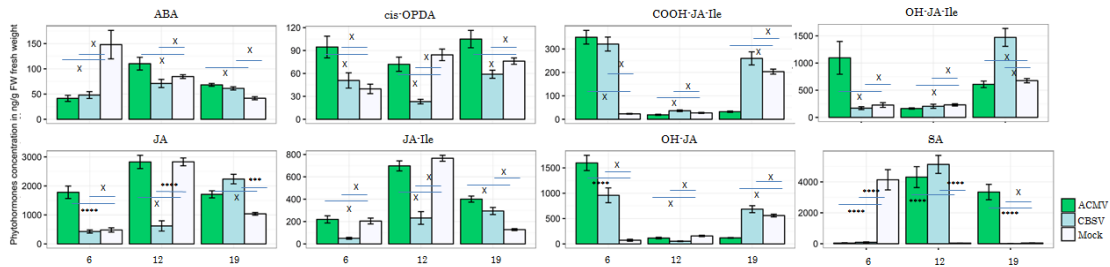 ABA
cis-OPDA
COOH-JA-Ile
OH-JA-Ile
Phytohormones concentration in ng/g FW fresh weight
150
100
50
0
X
X
X
X
X
X
120
90
60
30
0
X
X
X
X
X
X
300
200
100
0
X
X
X
X
X
X
1500
1000
500
0
X
X
X
X
X
X
JA
JA-Ile
OH-JA
SA
3000
2000
1000
0
X
****
****
X
***
X
800
600
400
200
0
X
X
X
X
X
X
1500
1000
500
0
X
****
X
X
X
X
4000
2000
0
****
****
****
****
X
****
6 12 19
6 12 19
6 12 19
6 12 19
ACMV
CBSV
Mock